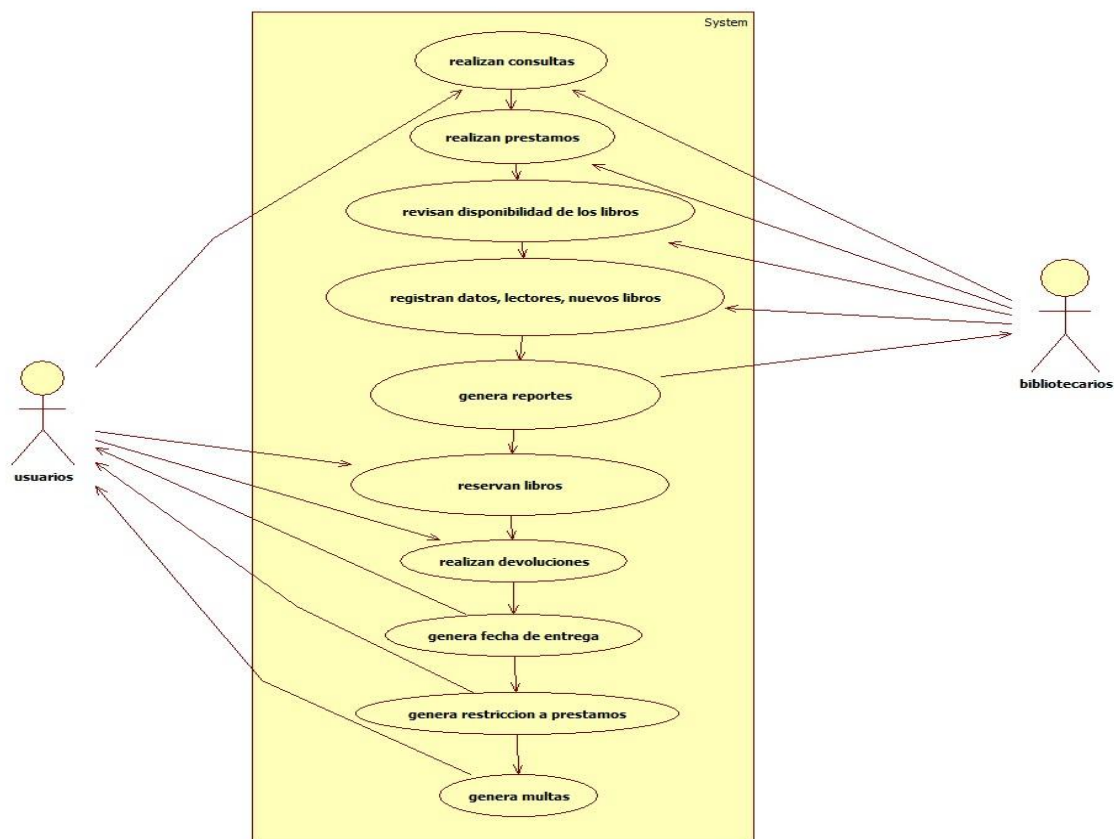 System
realizan consultas
realizan prestamos
revisan disponibilidad de los libros
registran datos, lectores, nuevos libros
genera reportes
bibliotecarios
usuarios
reservan libros
realizan devoluciones
genera fecha de entrega
genera restriccion a prestamos
genera multas